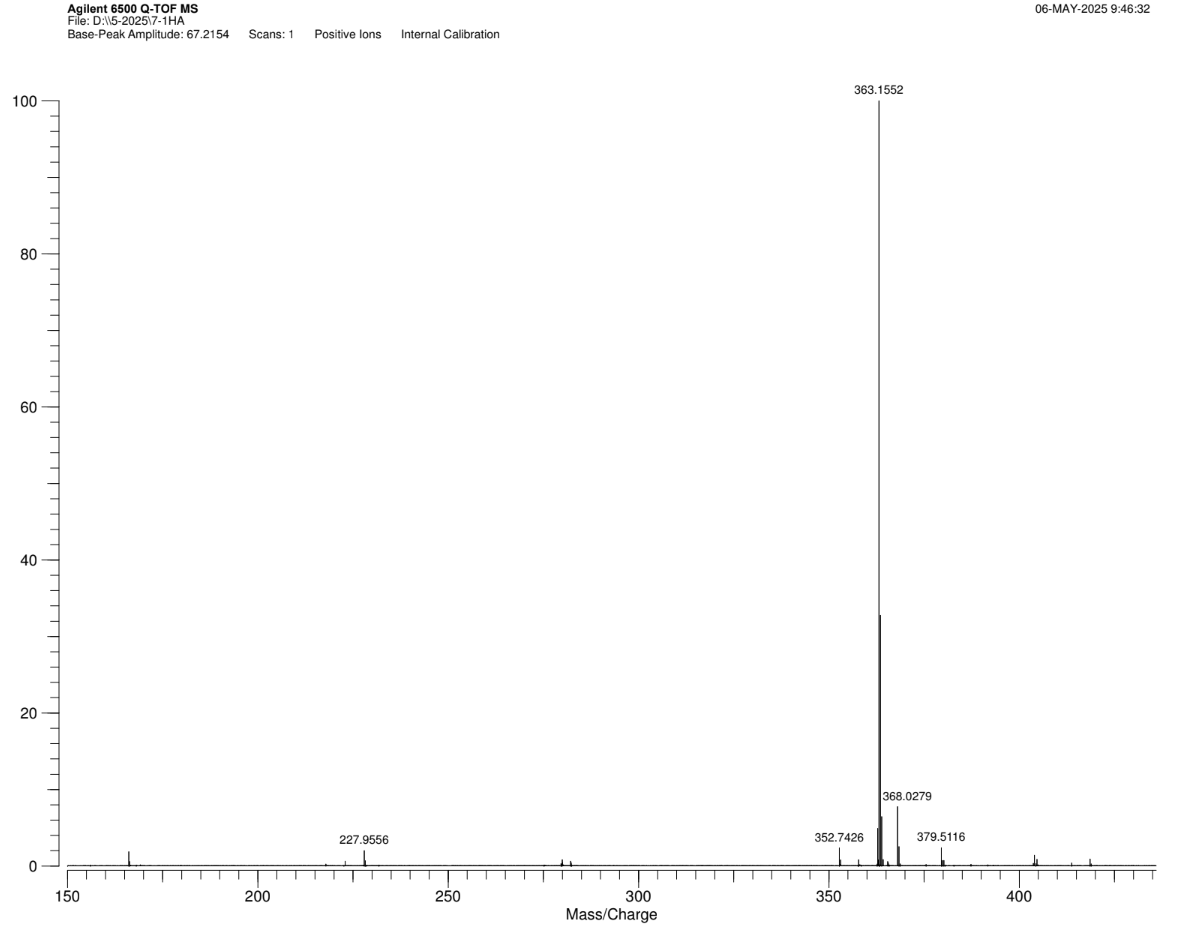 Agilent 6500 Q-TOF MS
06-MAY-2025 9:46:32
File: D:\\5-2025\7-1HA
Base-Peak Amplitude: 67.2154 Scans: 1 Positive Ions Internal Calibration
363.1552
100
80
60
40
20
368.0279
352.7426
379.5116
227.9556
0
150 200 250 300 350 400
Mass/Charge